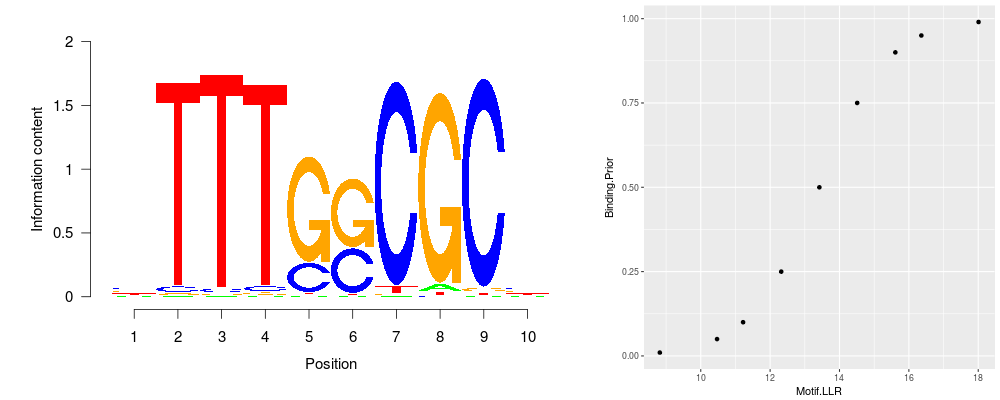 2
1.5
1
0.5
0
Information content
TTTGGCGC
CC
1 2 3 4 5 6 7 8 9 10
Position
1.00
0.75
0.50
0.25
0.00
Binding.Prior
10 12 14 16 18
Motif.LLR